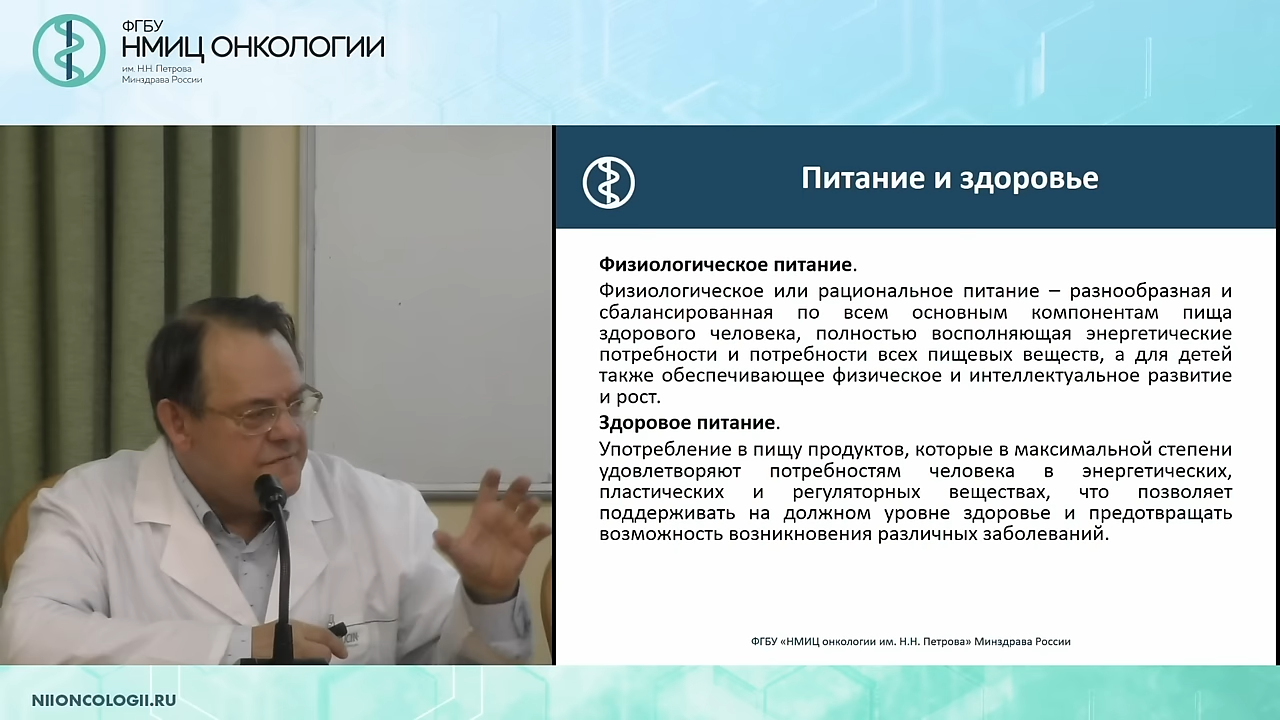 ФГБУ
НМИЦ ОНКОЛОГИИ
им. Н.Н. Петрова
Минздрава России
Питание и здоровье
Физиологическое питание.
Физиологическое или рациональное питание – разнообразная и
сбалансированная по всем основным компонентам пища
здорового человека, полностью восполняющая энергетические
потребности и потребности всех пищевых веществ, а для детей
также обеспечивающее физическое и интеллектуальное развитие
и рост.
Здоровое питание.
Употребление в пищу продуктов, которые в максимальной степени
удовлетворяют потребностям человека в энергетических,
пластических и регуляторных веществах, что позволяет
поддерживать на должном уровне здоровье и предотвращать
возможность возникновения различных заболеваний.
ФГБУ «НМИЦ онкологии им. Н.Н. Петрова» Минздрава России
NIIONCOLOGII.RU